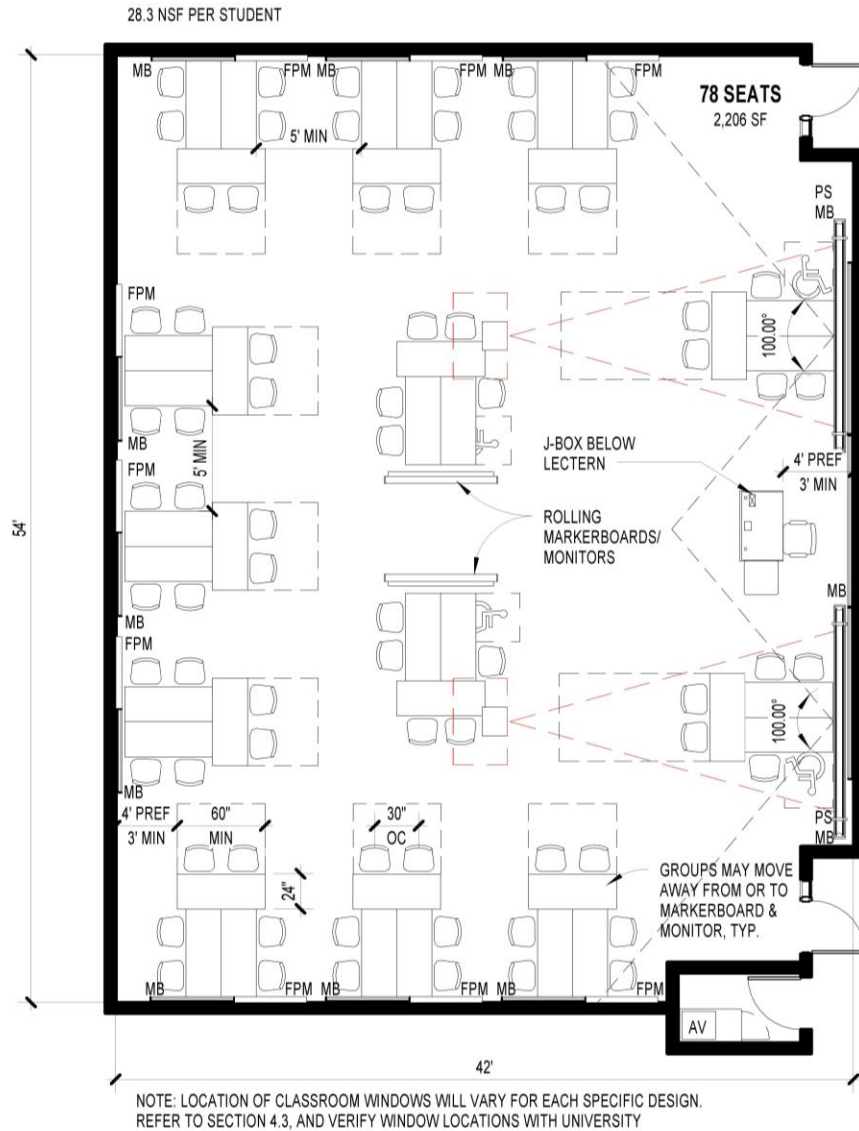 28.3 NSF PER STUDENT
MB
FPM
MB
FPM
MB
FPM
78 SEATS
2,206 SF
5' MIN
PS
MB
FPM
100.00°
MB
5' MIN
FPM
J-BOX BELOW
LECTERN
4' PREF
3' MIN
54'
ROLLING
MARKERBOARDS/
MONITORS
MB
FPM
MB
100.00°
MB
4' PREF
3' MIN
60"
MIN
30"
OC
PS
MB
24"
GROUPS MAY MOVE
AWAY FROM OR TO
MARKERBOARD &
MONITOR, TYP.
MB
FPM
MB
FPM
MB
FPM
AV
42'
NOTE: LOCATION OF CLASSROOM WINDOWS WILL VARY FOR EACH SPECIFIC DESIGN.
REFER TO SECTION 4.3, AND VERIFY WINDOW LOCATIONS WITH UNIVERSITY